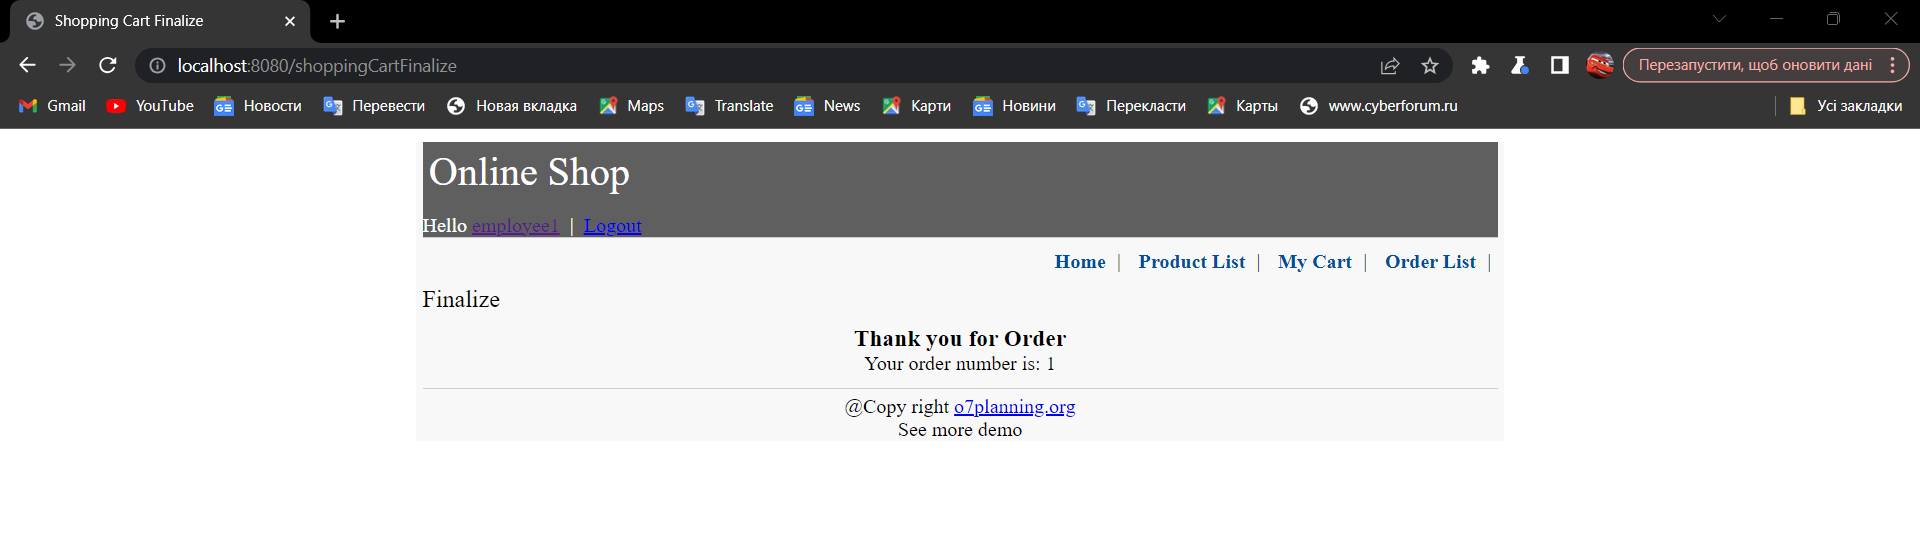 Shopping Cart Finalize
localhost:8080/shoppingCartFinalize
Перезапустити, щоб оновити дані
Gmail YouTube Новости Перевести Новая вкладка Maps Translate News Карти Новини Перекласти Карты www.cyberforum.ru Усі закладки
Online Shop
Hello employee1 | Logout
Home | Product List | My Cart | Order List |
Finalize
Thank you for Order
Your order number is: 1
@Copy right o7planning.org
See more demo